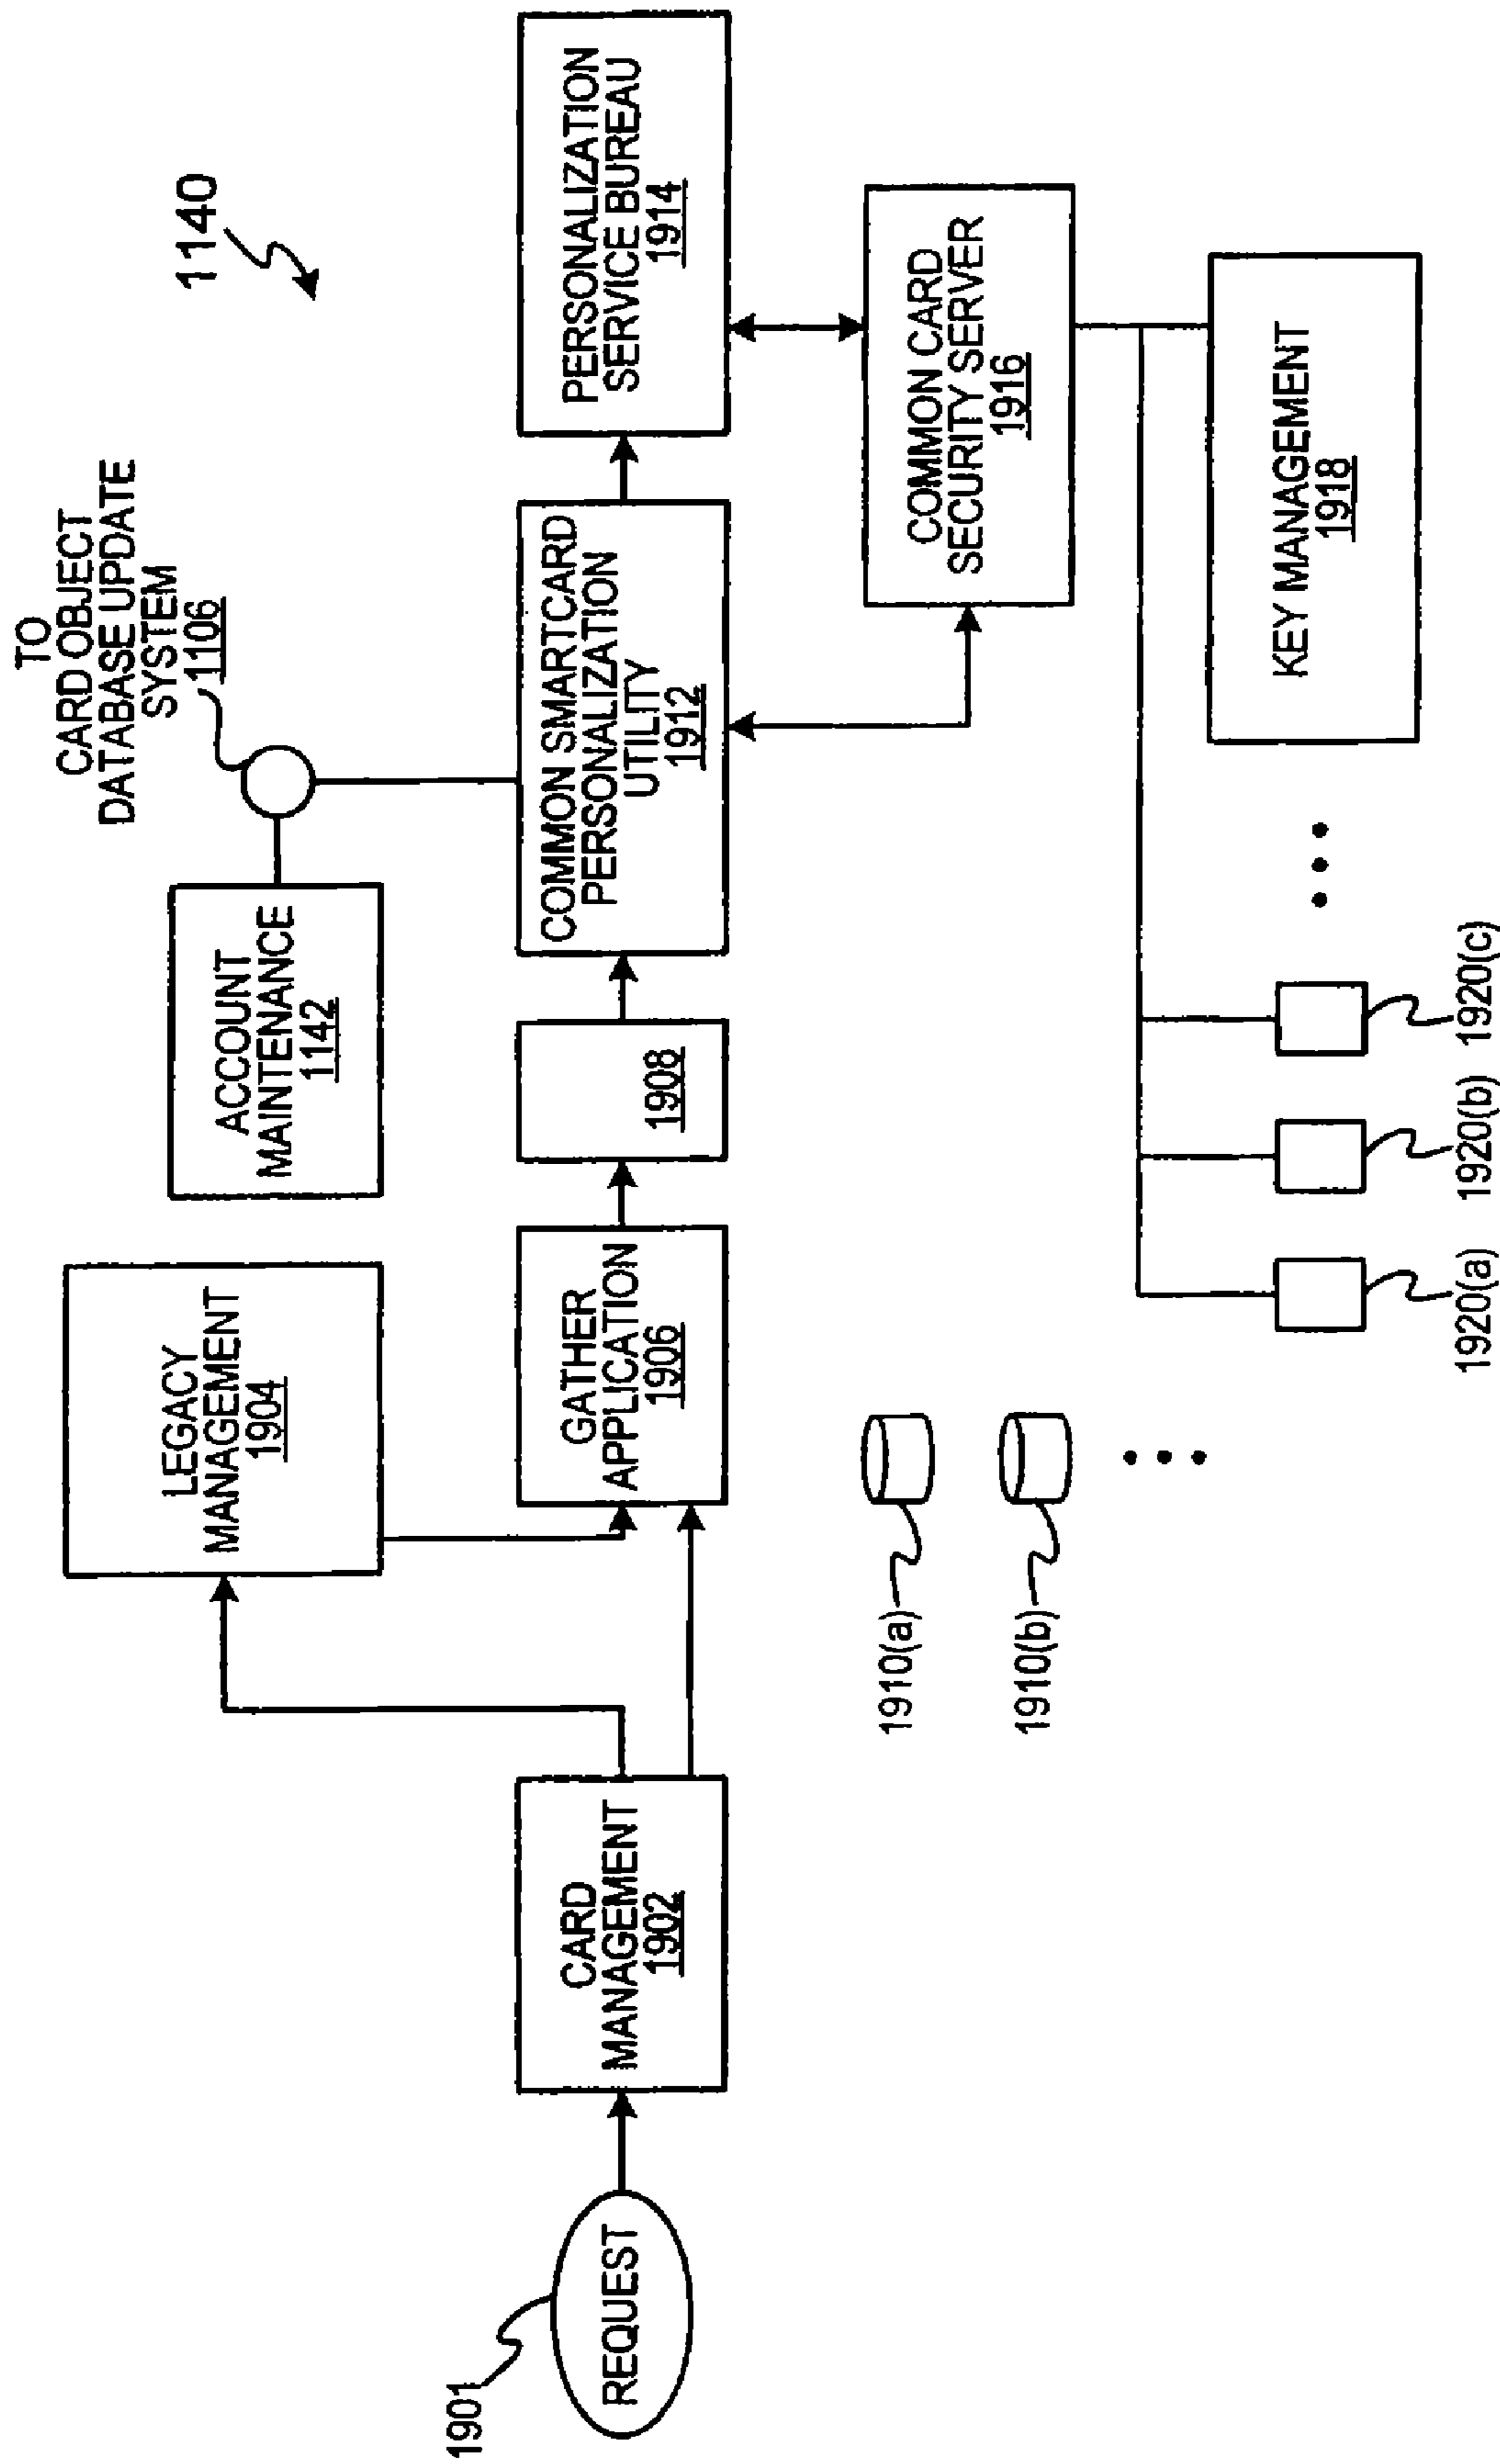 1140
TO
CARD OBJECT
DATABASE UPDATE
SYSTEM
1106
LEGACY
MANAGEMENT
1904
ACCOUNT
MAINTENANCE
1142
1901
REQUEST
CARD
MANAGEMENT
1902
GATHER
APPLICATION
1906
1908
COMMON SMARTCARD
PERSONALIZATION
UTILITY
1912
PERSONALIZATION
SERVICE BUREAU
1914
1910(a)
1910(b)
COMMON CARD
SECURITY SERVER
1916
KEY MANAGEMENT
1918
1920(a)
1920(b)
1920(c)